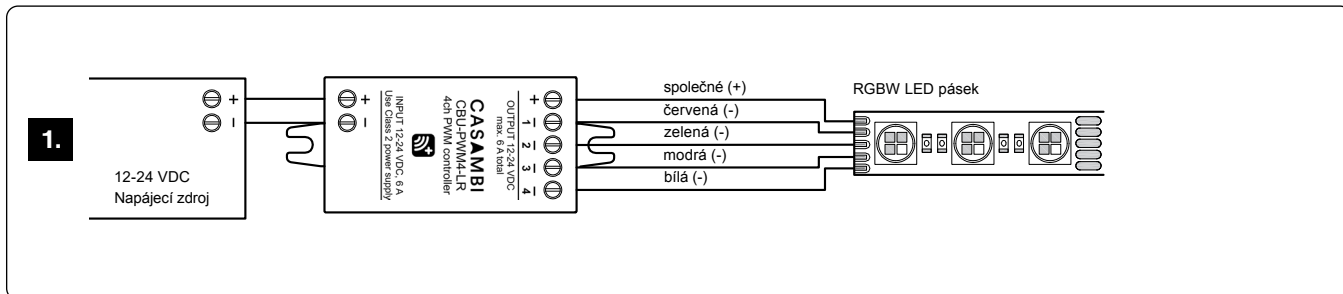 1.
+
−
12-24 VDC
Napájecí zdroj
+
−
INPUT 12-24 VDC, 6 A
Use Class 2 power supply
CASAMBI
CBU-PWM4-LR
4ch PWM controller
OUTPUT 12-24 VDC
max. 6 A total
+
1 −
2 −
3 −
4 −
společné (+)
červená (-)
zelená (-)
modrá (-)
bílá (-)
RGBW LED pásek